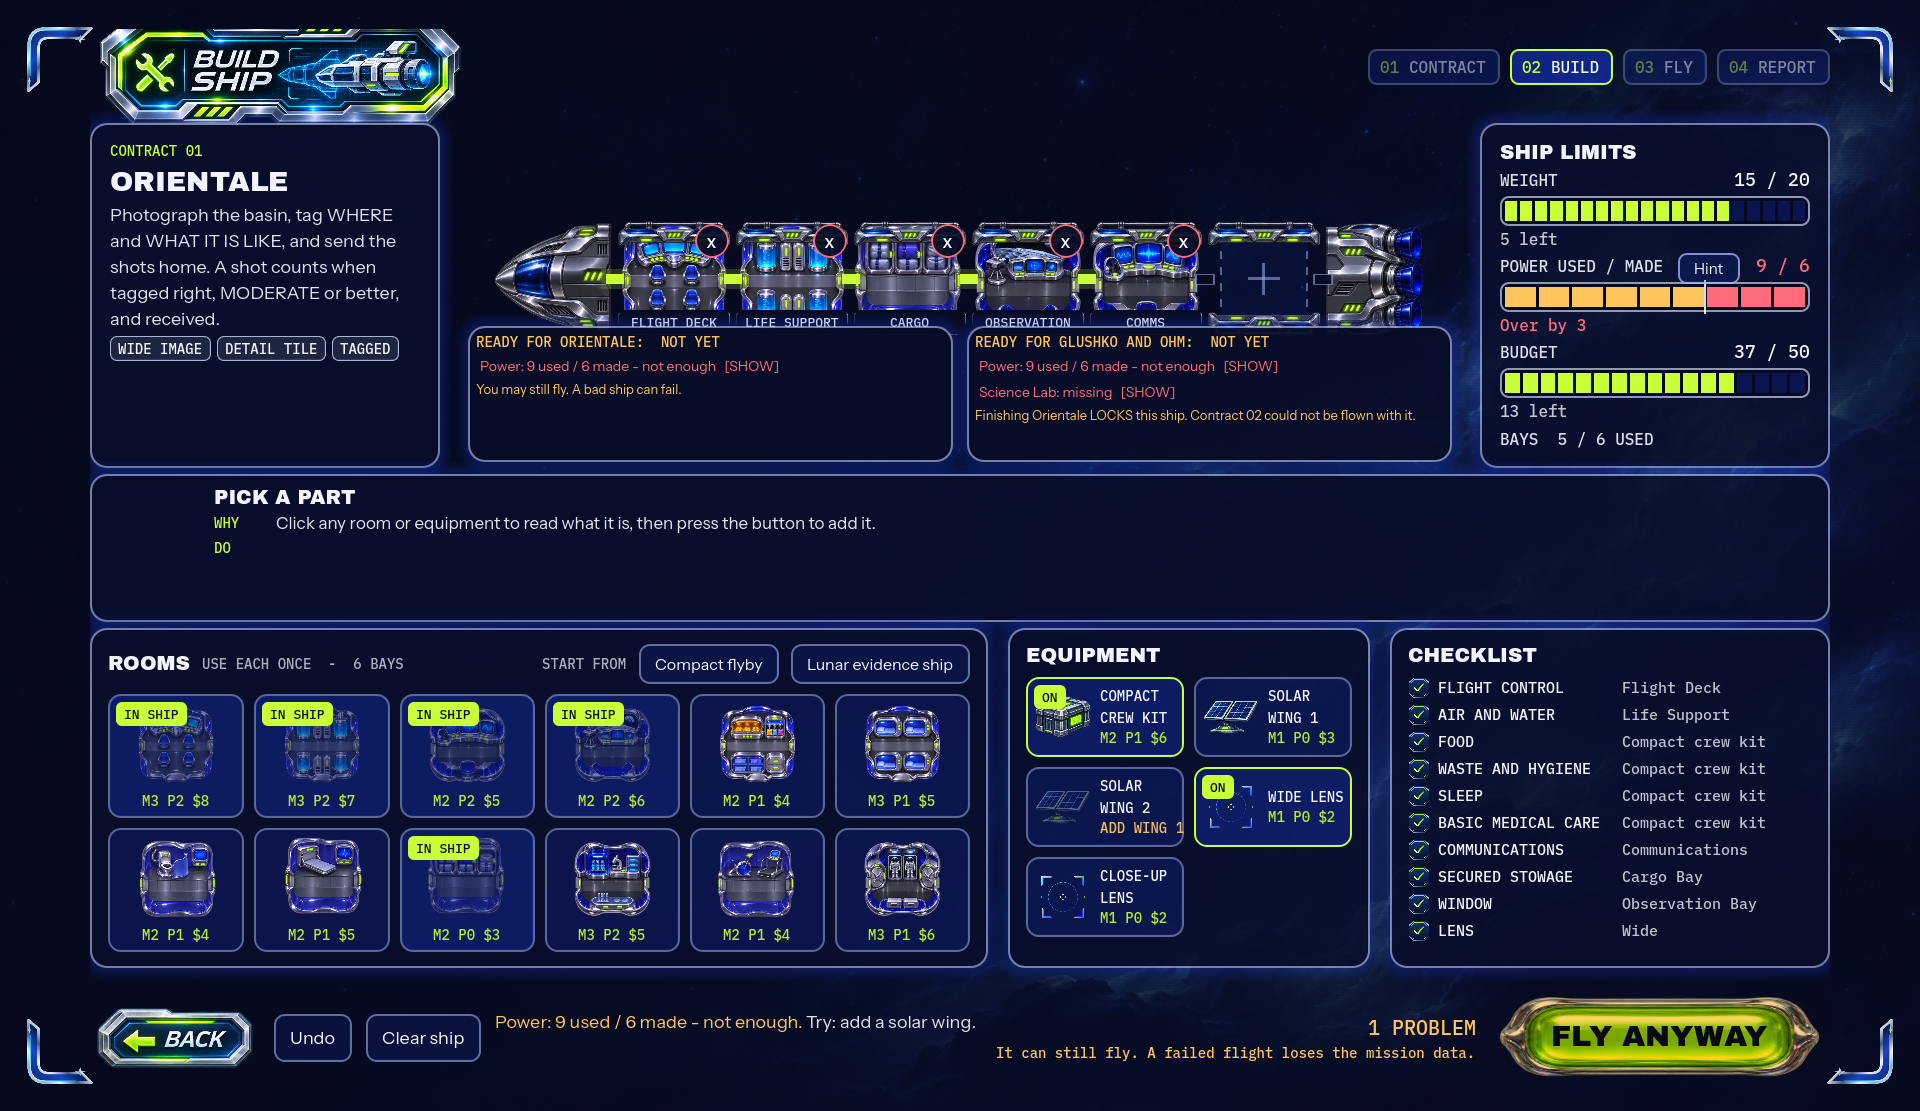 BUILD
SHIP
01 CONTRACT
02 BUILD
03 FLY
04 REPORT
CONTRACT 01
ORIENTALE
Photograph the basin, tag WHERE
and WHAT IT IS LIKE, and send the
shots home. A shot counts when
tagged right, MODERATE or better,
and received.
WIDE IMAGE
DETAIL TILE
TAGGED
X
X
X
X
X
FLIGHT DECK
LIFE SUPPORT
CARGO
OBSERVATION
COMMS
READY FOR ORIENTALE: NOT YET
Power: 9 used / 6 made - not enough [SHOW]
You may still fly. A bad ship can fail.
READY FOR GLUSHKO AND OHM: NOT YET
Power: 9 used / 6 made - not enough [SHOW]
Science Lab: missing [SHOW]
Finishing Orientale LOCKS this ship. Contract 02 could not be flown with it.
SHIP LIMITS
WEIGHT 15 / 20
5 left
POWER USED / MADE Hint 9 / 6
Over by 3
BUDGET 37 / 50
13 left
BAYS 5 / 6 USED
PICK A PART
WHY Click any room or equipment to read what it is, then press the button to add it.
DO
ROOMS USE EACH ONCE - 6 BAYS START FROM Compact flyby Lunar evidence ship
IN SHIP
M3 P2 $8
IN SHIP
M3 P2 $7
IN SHIP
M2 P2 $5
IN SHIP
M2 P2 $6
M2 P1 $4
M3 P1 $5
M2 P1 $4
M2 P1 $5
IN SHIP
M2 P0 $3
M3 P2 $5
M2 P1 $4
M3 P1 $6
EQUIPMENT
ON
COMPACT
CREW KIT
M2 P1 $6
SOLAR
WING 1
M1 P0 $3
SOLAR
WING 2
ADD WING 1
ON
WIDE LENS
M1 P0 $2
CLOSE-UP
LENS
M1 P0 $2
CHECKLIST
FLIGHT CONTROL Flight Deck
AIR AND WATER Life Support
FOOD Compact crew kit
WASTE AND HYGIENE Compact crew kit
SLEEP Compact crew kit
BASIC MEDICAL CARE Compact crew kit
COMMUNICATIONS Communications
SECURED STOWAGE Cargo Bay
WINDOW Observation Bay
LENS Wide
BACK
Undo
Clear ship
Power: 9 used / 6 made - not enough. Try: add a solar wing.
1 PROBLEM
It can still fly. A failed flight loses the mission data.
FLY ANYWAY